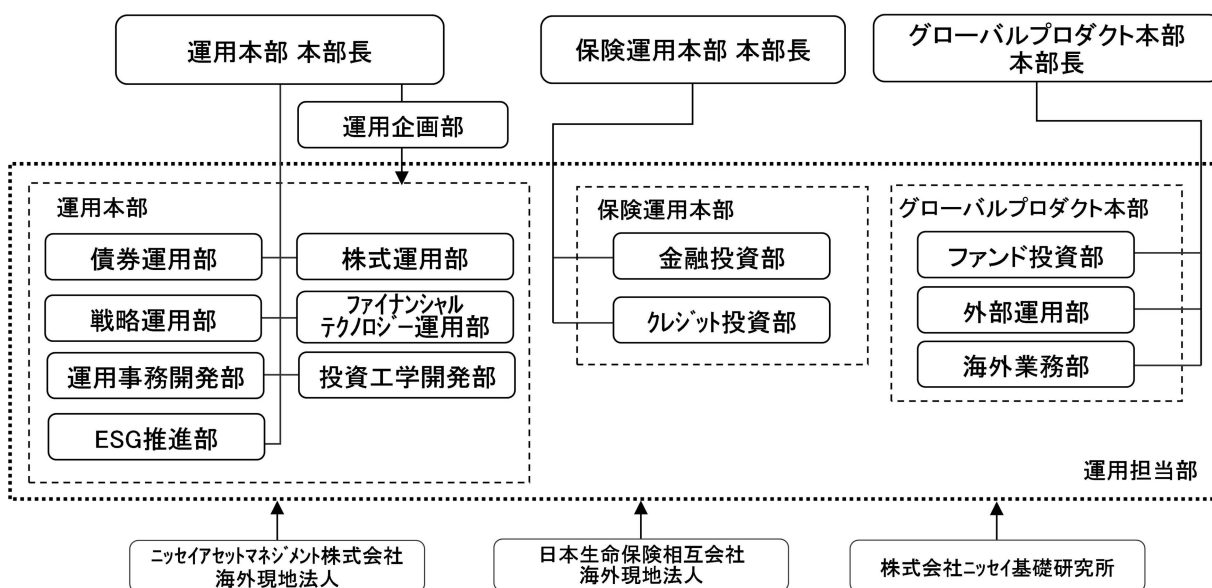 運用本部 本部長
保険運用本部 本部長
グローバルプロダクト本部
本部長
運用企画部
運用本部
債券運用部
株式運用部
戦略運用部
ファイナンシャル
テクノロジー運用部
運用事務開発部
投資工学開発部
ESG推進部
保険運用本部
金融投資部
クレジット投資部
グローバルプロダクト本部
ファンド投資部
外部運用部
海外業務部
運用担当部
ニッセイアセットマネジメント株式会社
海外現地法人
日本生命保険相互会社
海外現地法人
株式会社ニッセイ基礎研究所